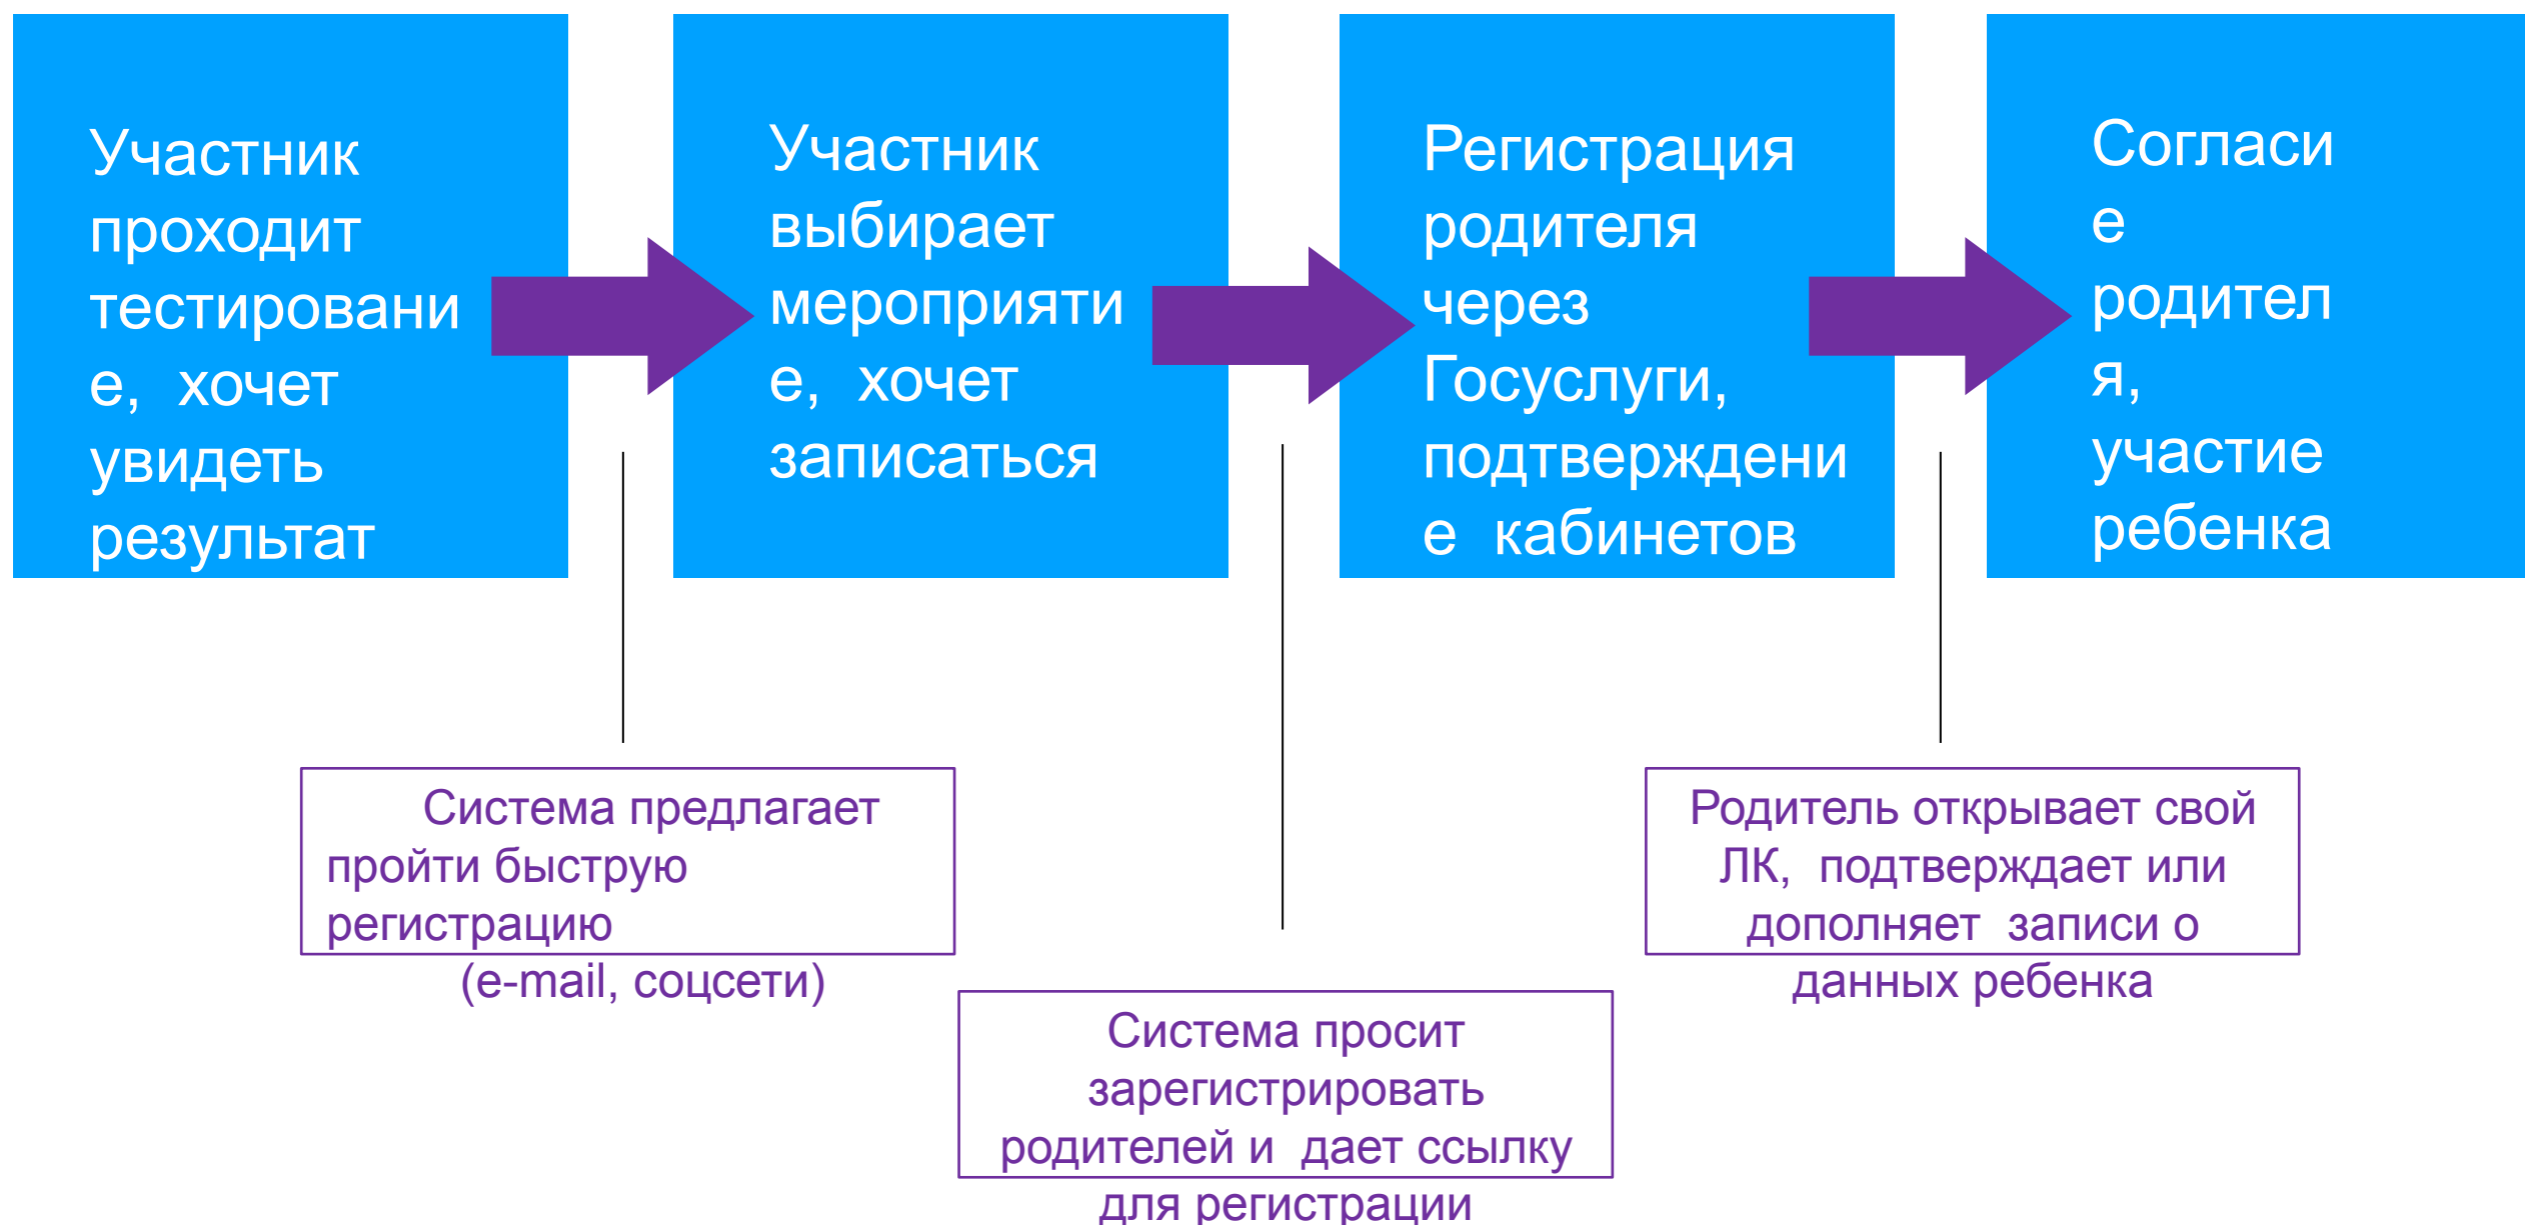 Участник
проходит
тестировани
е, хочет
увидеть
результат
Участник
выбирает
мероприяти
е, хочет
записаться
Регистрация
родителя
через
Госуслуги,
подтверждени
е кабинетов
Согласи
е
родител
я,
участие
ребенка
Система предлагает
пройти быструю
регистрацию
(e-mail, соцсети)
Система просит
зарегистрировать
родителей и дает ссылку
для регистрации
Родитель открывает свой
ЛК, подтверждает или
дополняет записи о
данных ребенка